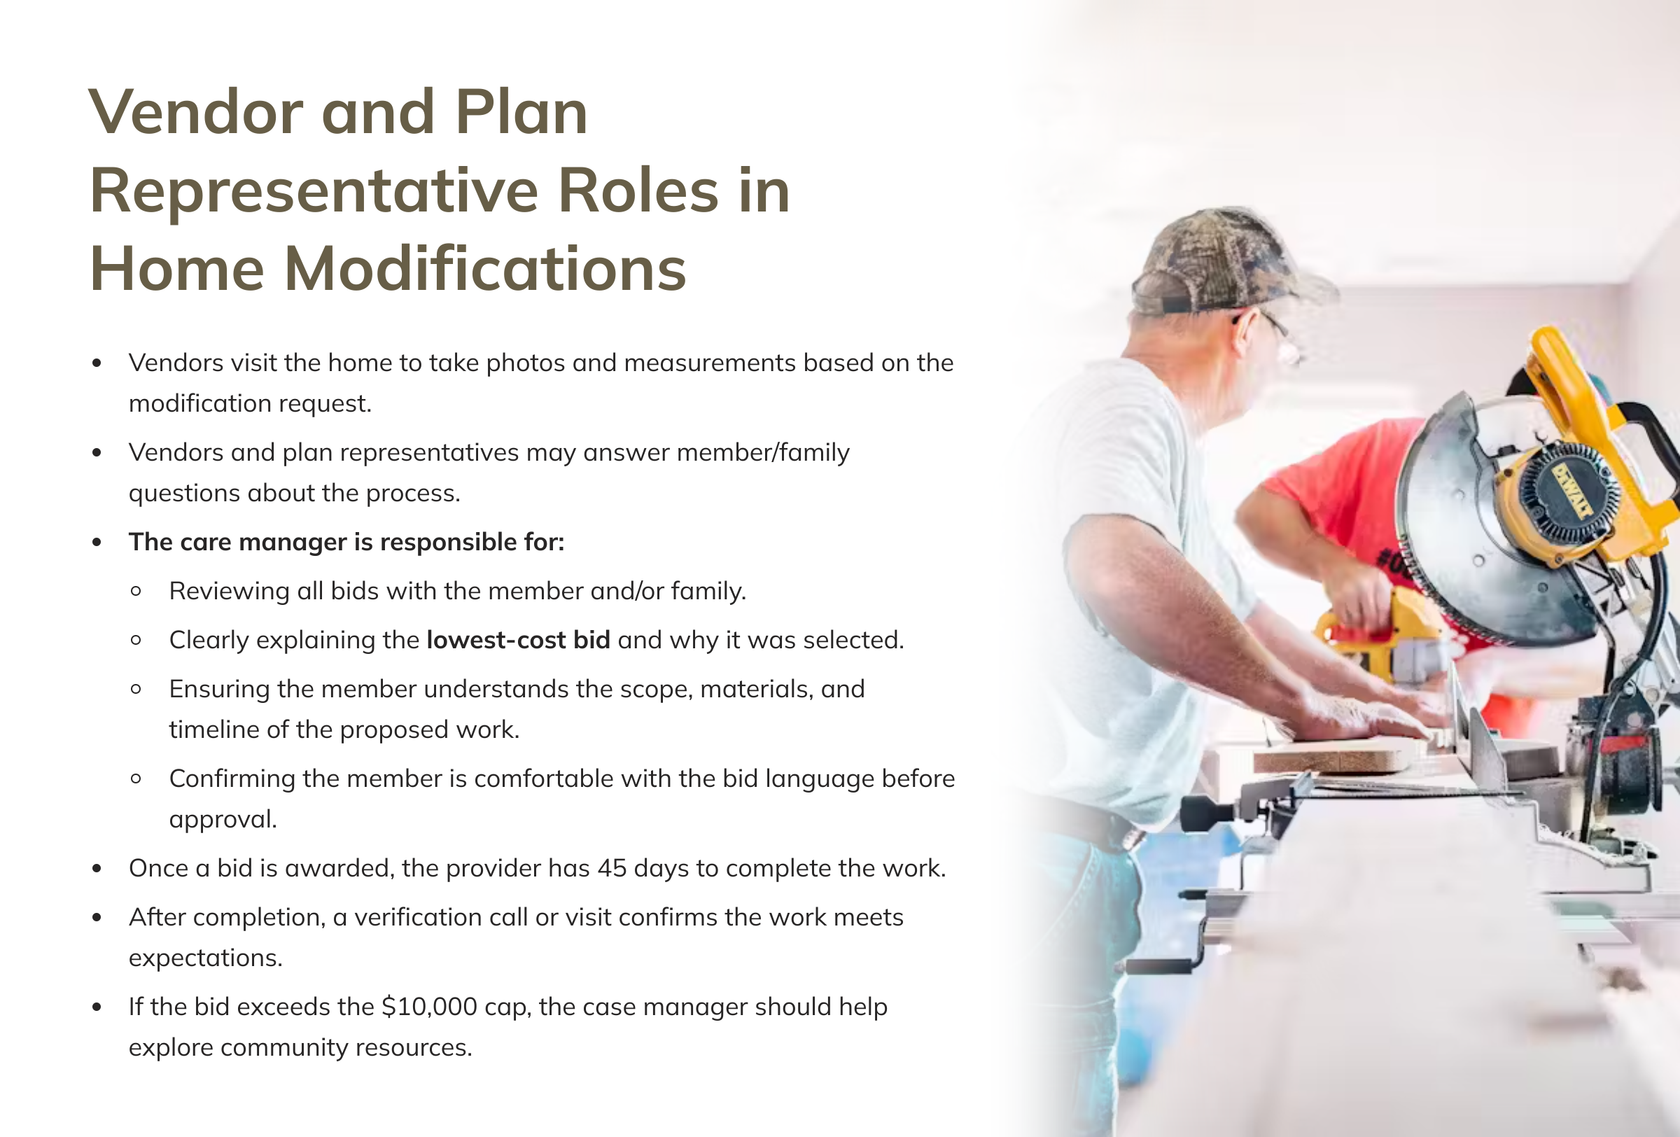 Vendor and Plan
Representative Roles in
Home Modifications
• Vendors visit the home to take photos and measurements based on the
modification request.
• Vendors and plan representatives may answer member/family
questions about the process.
• The care manager is responsible for:
○ Reviewing all bids with the member and/or family.
○ Clearly explaining the lowest-cost bid and why it was selected.
○ Ensuring the member understands the scope, materials, and
timeline of the proposed work.
○ Confirming the member is comfortable with the bid language before
approval.
• Once a bid is awarded, the provider has 45 days to complete the work.
• After completion, a verification call or visit confirms the work meets
expectations.
• If the bid exceeds the $10,000 cap, the case manager should help
explore community resources.
DEWALT